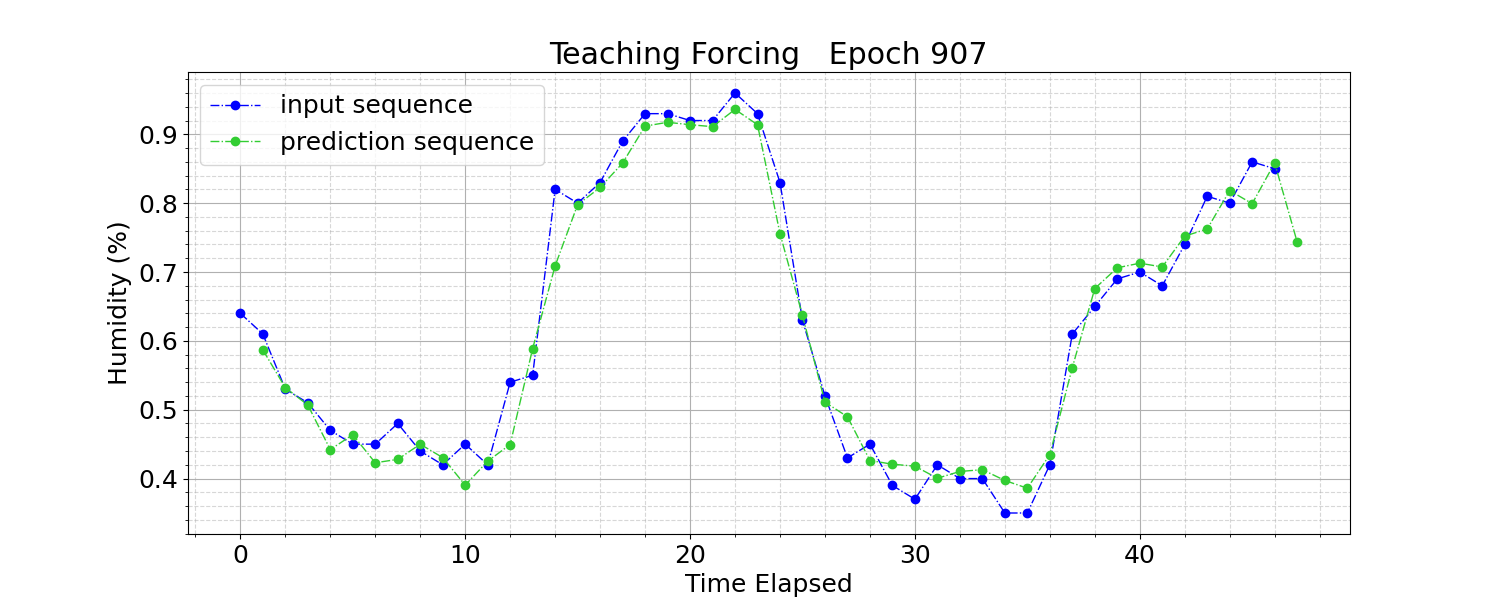 Teaching Forcing   Epoch 907
input sequence
prediction sequence
Humidity (%)
0.9
0.8
0.7
0.6
0.5
0.4
0 10 20 30 40
Time Elapsed